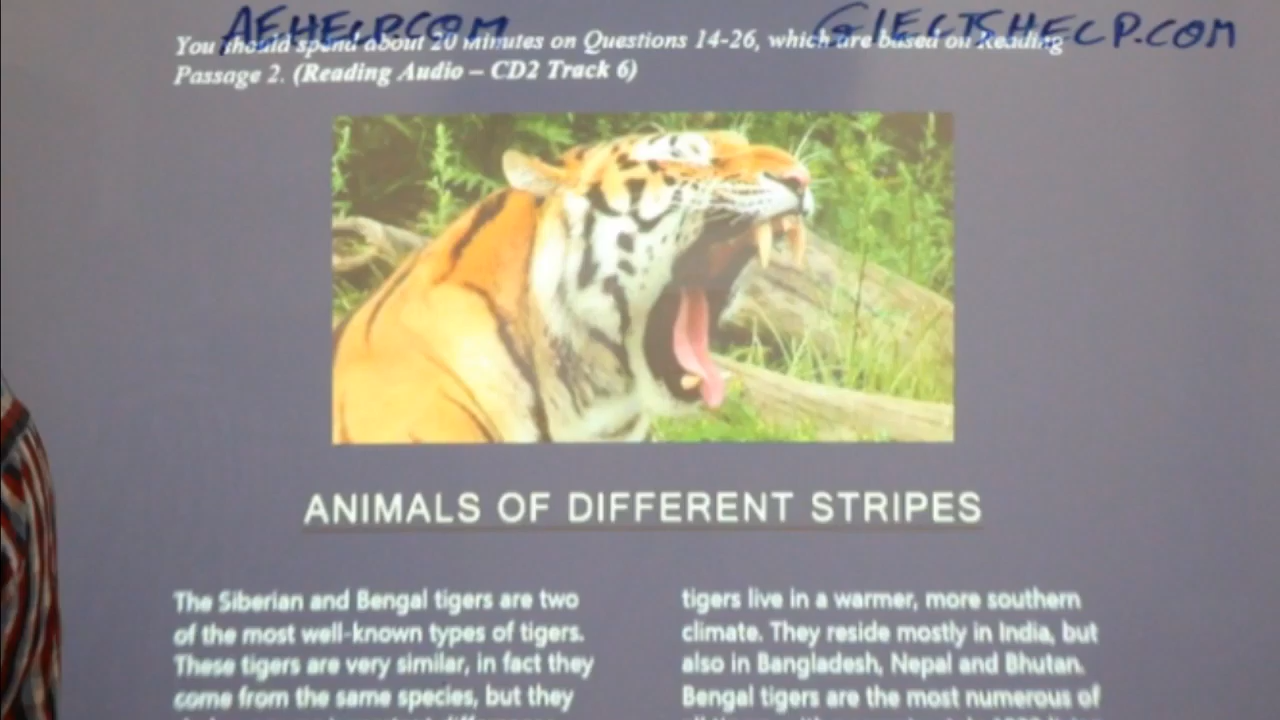 AEHELP.COM
GIELTSHELP.COM
You should spend about 20 minutes on Questions 14-26, which are based on Reading
Passage 2. (Reading Audio – CD2 Track 6)
ANIMALS OF DIFFERENT STRIPES
The Siberian and Bengal tigers are two
of the most well-known types of tigers.
These tigers are very similar, in fact they
come from the same species, but they
tigers live in a warmer, more southern
climate. They reside mostly in India, but
also in Bangladesh, Nepal and Bhutan.
Bengal tigers are the most numerous of